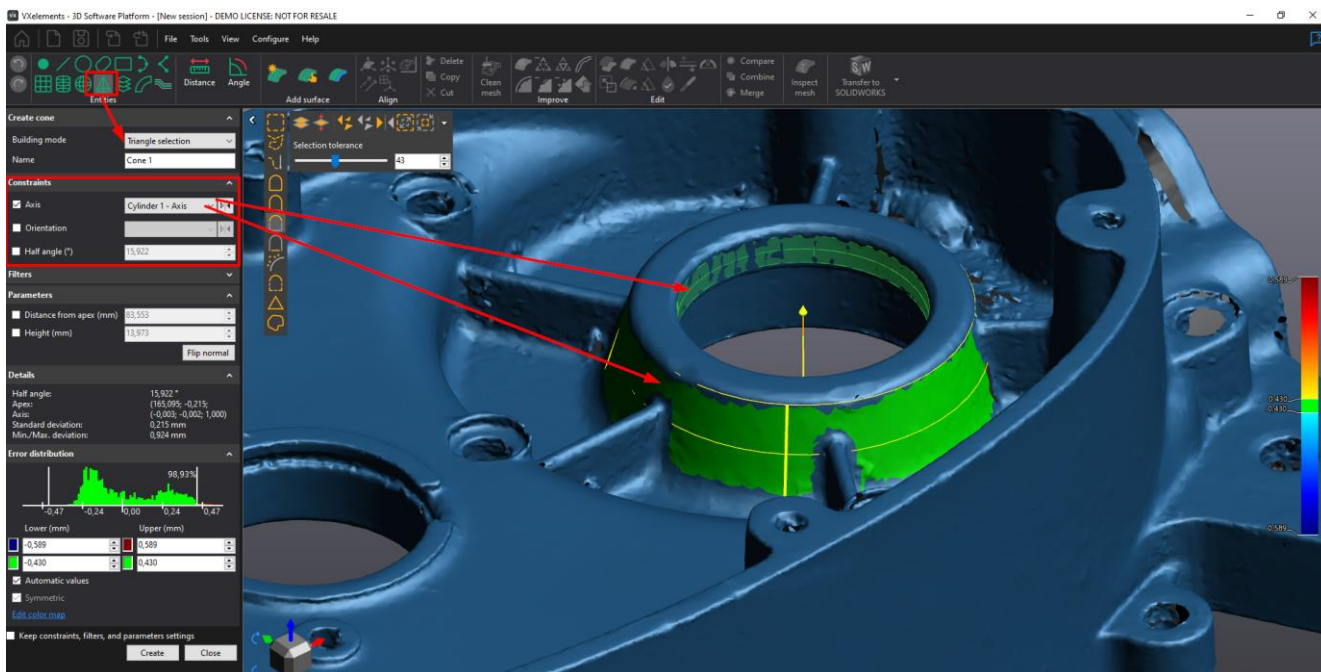 VXelements - 3D Software Platform - [New session] - DEMO LICENSE: NOT FOR RESALE
File Tools View Configure Help
Distance
Angle
Entities
Add surface
Align
Delete
Copy
Cut
Clean mesh
Improve
Edit
Compare
Combine
Merge
Inspect mesh
SW
Transfer to SOLIDWORKS
Create cone
Building mode Triangle selection
Name Cone 1
Constraints
Axis Cylinder 1 - Axis
Orientation
Half angle (°) 15,922
Filters
Parameters
Distance from apex (mm) 83,553
Height (mm) 13,973
Flip normal
Details
Half angle: 15,922 °
Apex: (165,095; -0,215;
Axis: (-0,003; -0,002; 1,000)
Standard deviation: 0,215 mm
Min./Max. deviation: 0,924 mm
Error distribution
98,93%
-0,47 -0,24 0,00 0,24 0,47
Lower (mm) Upper (mm)
-0,589 0,589
-0,430 0,430
Automatic values
Symmetric
Edit color map
Keep constraints, filters, and parameters settings
Create Close
Selection tolerance
43
0,589
0,430
-0,430
-0,589